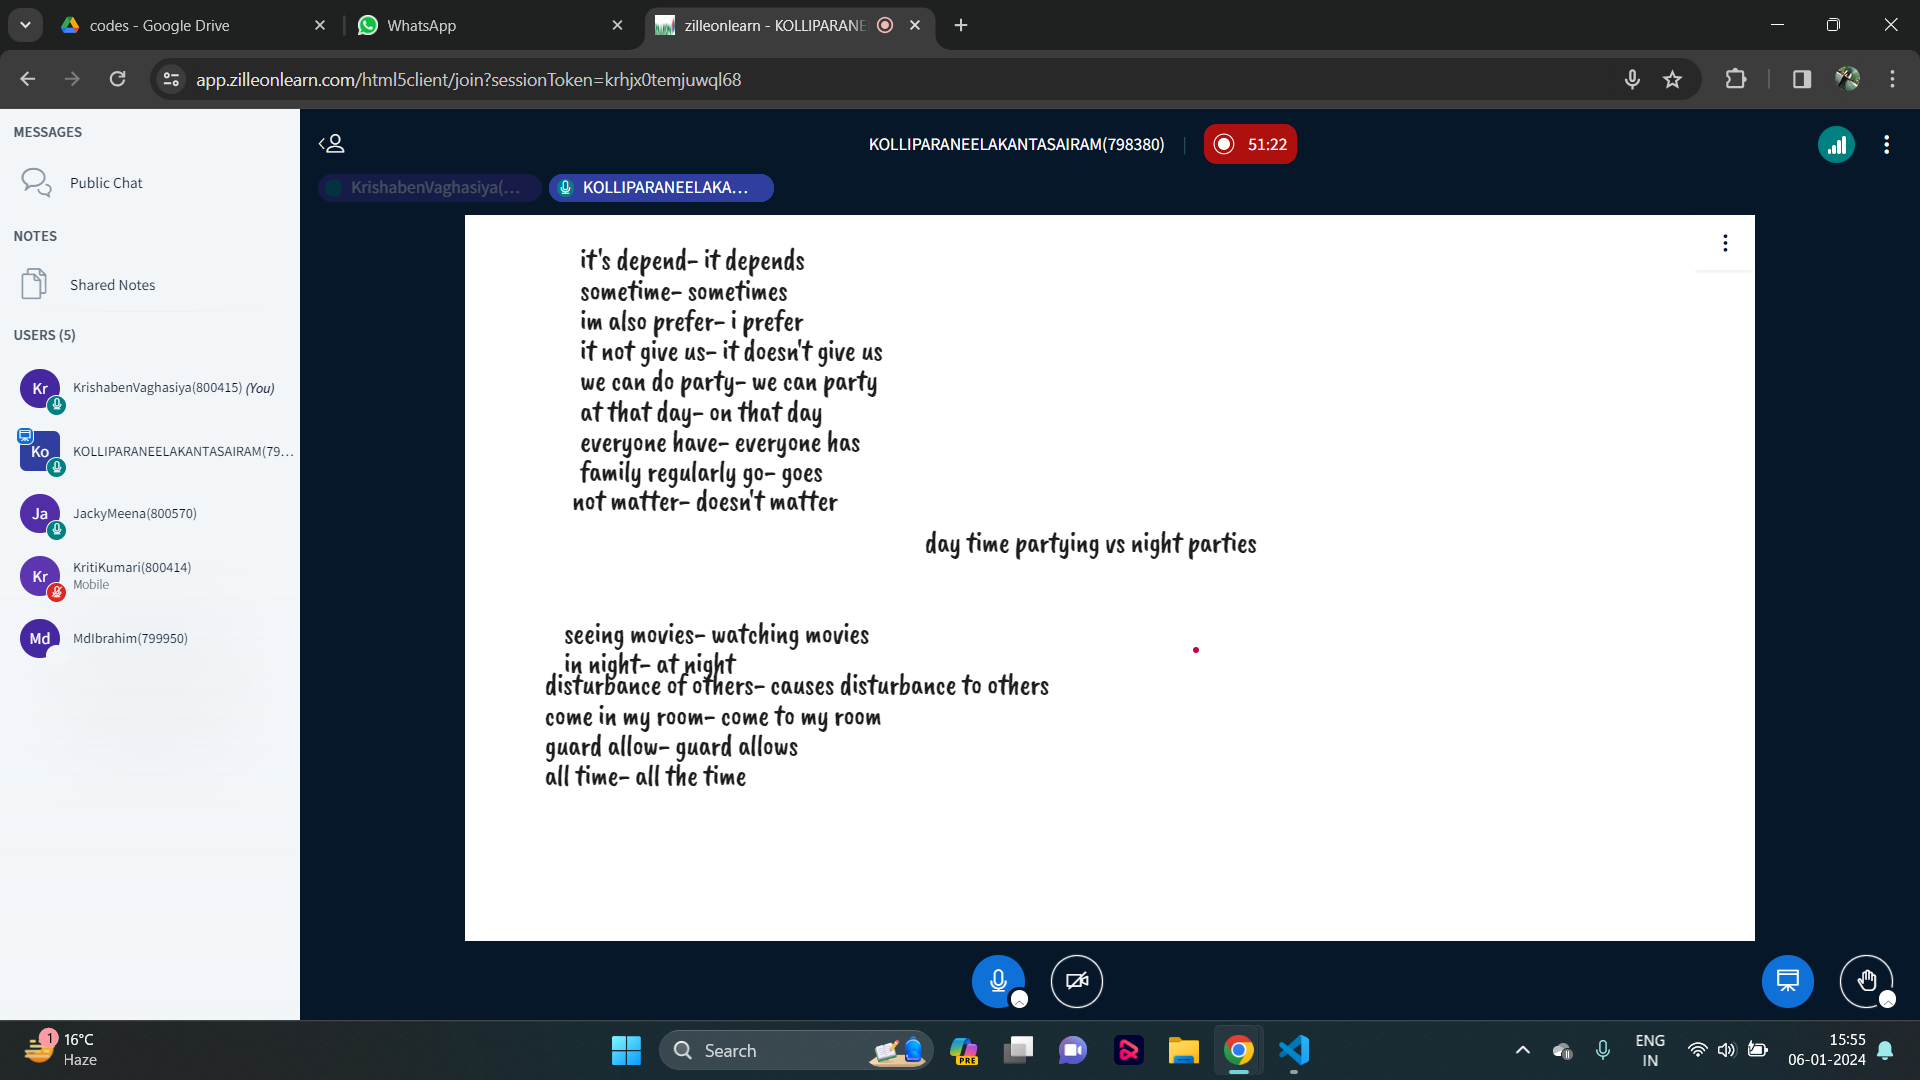 codes - Google Drive
WhatsApp
zilleonlearn - KOLLIPARANE
app.zilleonlearn.com/html5client/join?sessionToken=krhjx0temjuwql68
MESSAGES
Public Chat
NOTES
Shared Notes
USERS (5)
Kr
KrishabenVaghasiya(800415) (You)
Ko
KOLLIPARANEELAKANTASAIRAM(79...
Ja
JackyMeena(800570)
Kr
KritiKumari(800414)
Mobile
Md
MdIbrahim(799950)
KOLLIPARANEELAKANTASAIRAM(798380)
51:22
KrishabenVaghasiya(...
KOLLIPARANEELAKA...
it's depend- it depends
sometime- sometimes
im also prefer- i prefer
it not give us- it doesn't give us
we can do party- we can party
at that day- on that day
everyone have- everyone has
family regularly go- goes
not matter- doesn't matter
day time partying vs night parties
seeing movies- watching movies
in night- at night
disturbance of others- causes disturbance to others
come in my room- come to my room
guard allow- guard allows
all time- all the time
1
16°C
Haze
Search
PRE
ENG
IN
15:55
06-01-2024